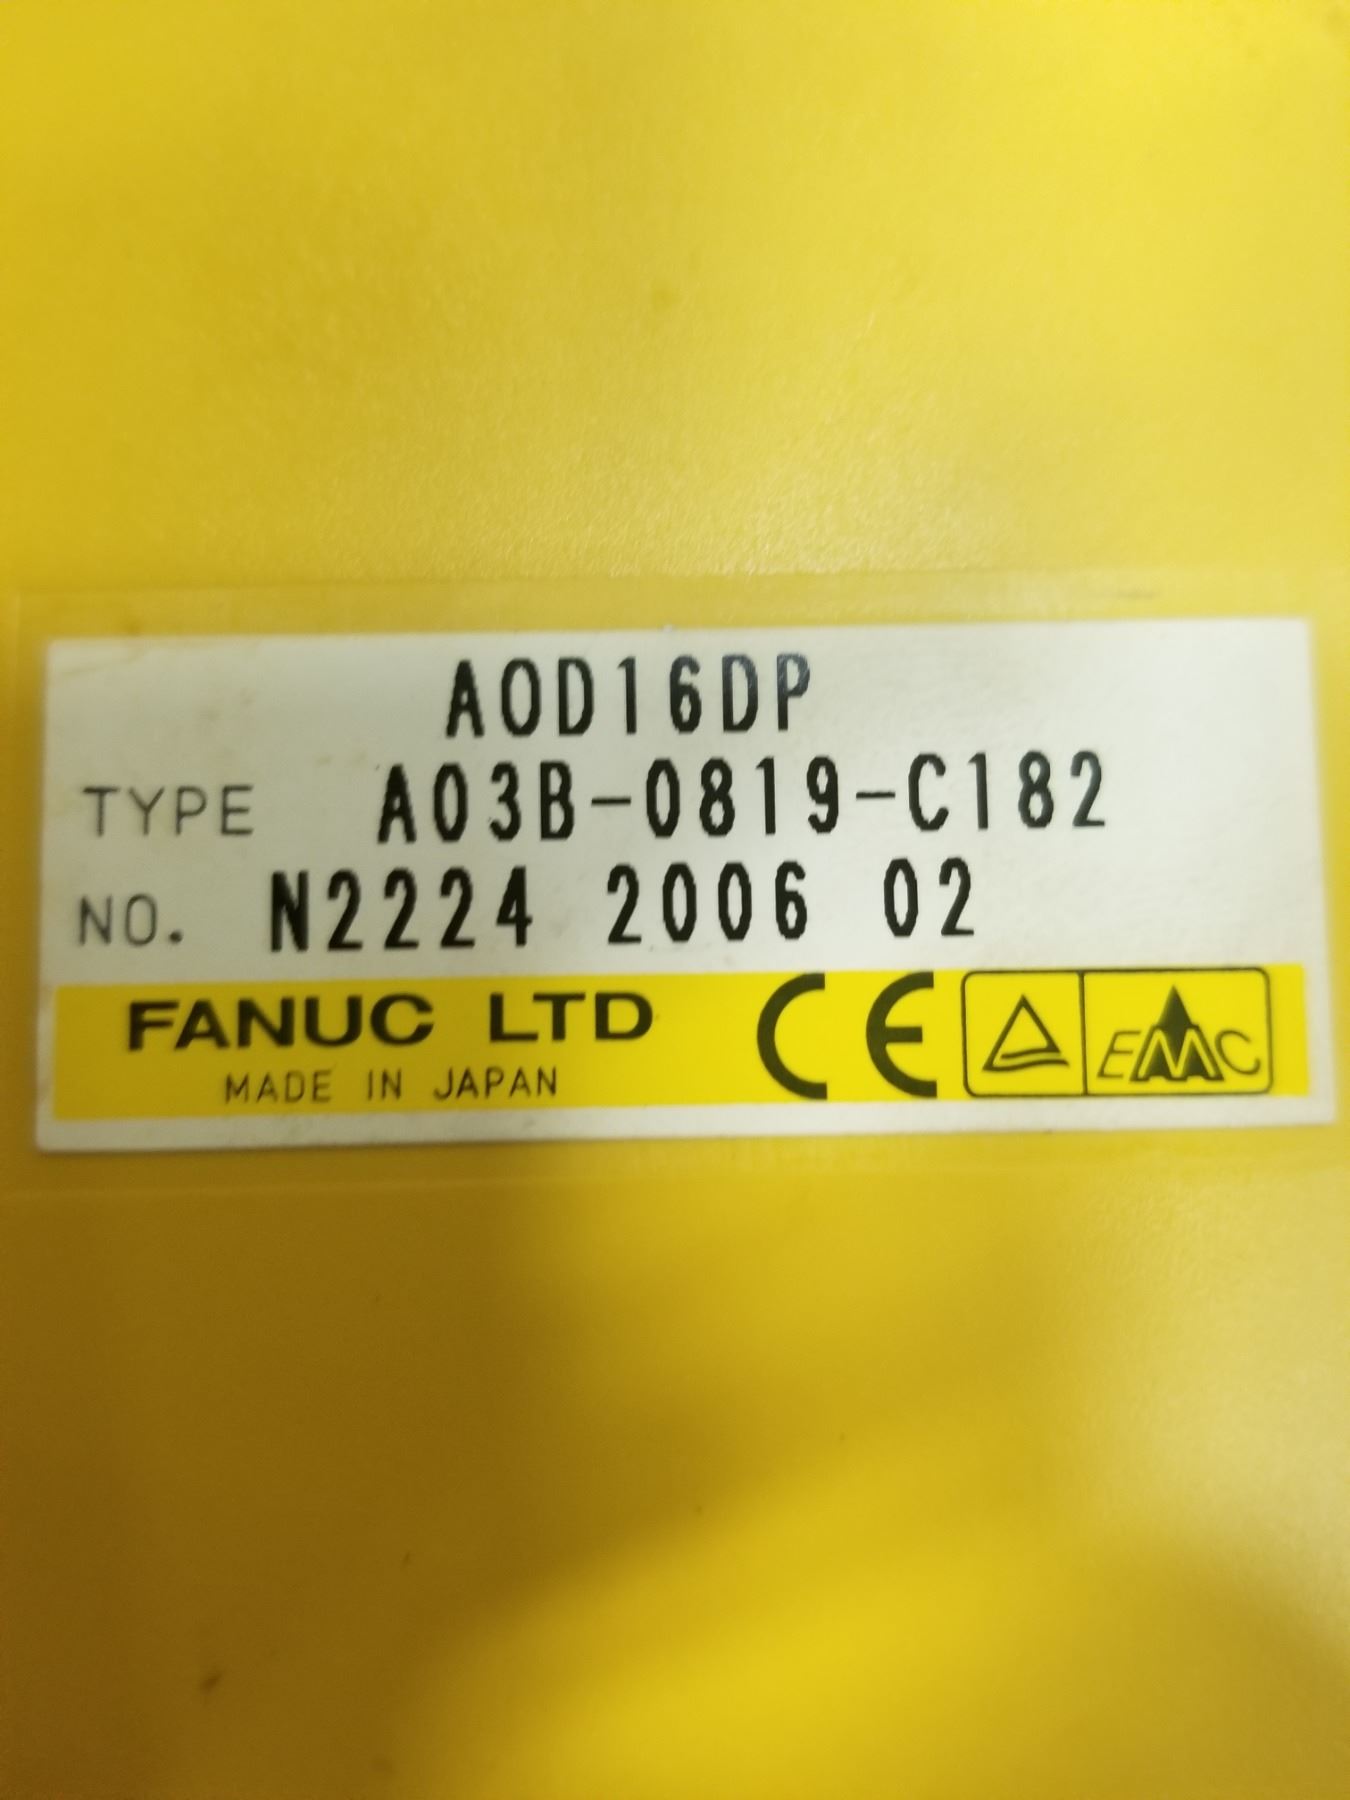 AOD16DP
TYPE A03B-0819-C182
NO. N2224 2006 02
FANUC LTD CE EMC
MADE IN JAPAN